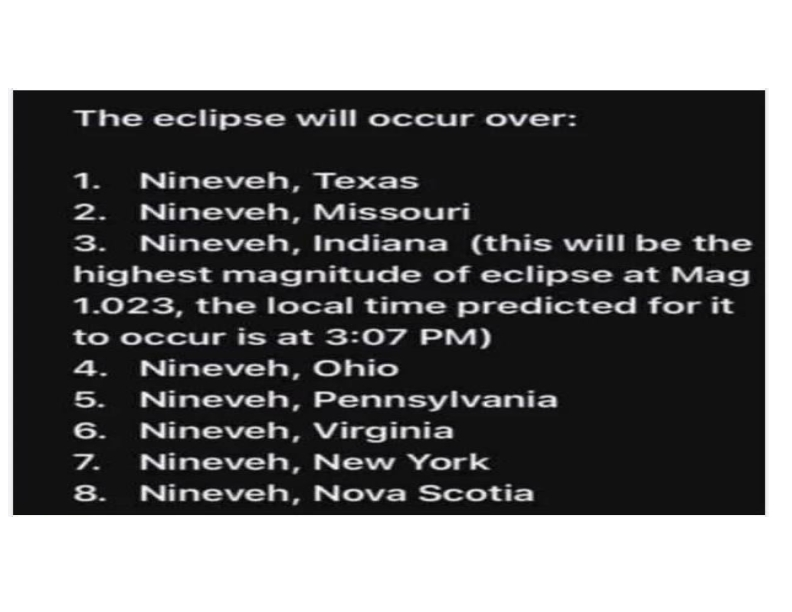 The eclipse will occur over:
1. Nineveh, Texas
2. Nineveh, Missouri
3. Nineveh, Indiana (this will be the
highest magnitude of eclipse at Mag
1.023, the local time predicted for it
to occur is at 3:07 PM)
4. Nineveh, Ohio
5. Nineveh, Pennsylvania
6. Nineveh, Virginia
7. Nineveh, New York
8. Nineveh, Nova Scotia